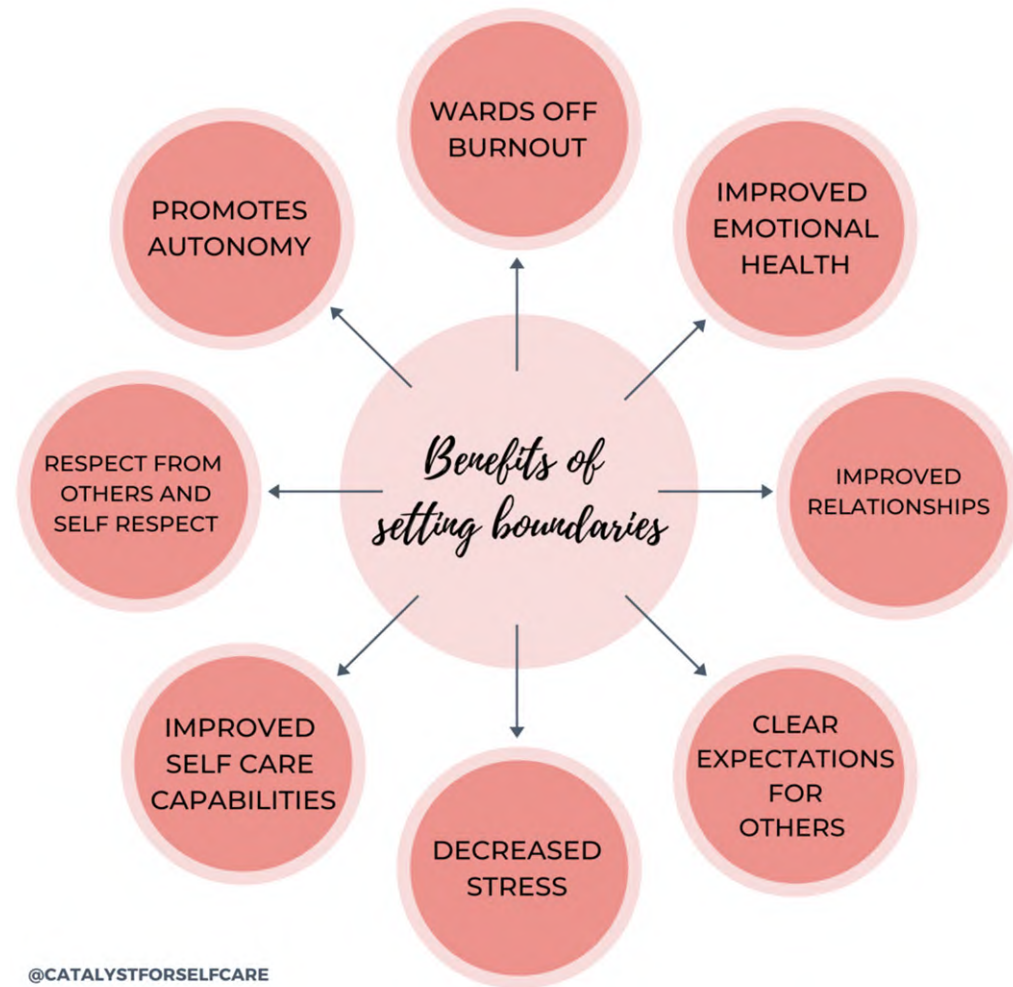 Benefits of
setting boundaries
WARDS OFF
BURNOUT
IMPROVED
EMOTIONAL
HEALTH
IMPROVED
RELATIONSHIPS
CLEAR
EXPECTATIONS
FOR
OTHERS
DECREASED
STRESS
IMPROVED
SELF CARE
CAPABILITIES
RESPECT FROM
OTHERS AND
SELF RESPECT
PROMOTES
AUTONOMY
@CATALYSTFORSELFCARE